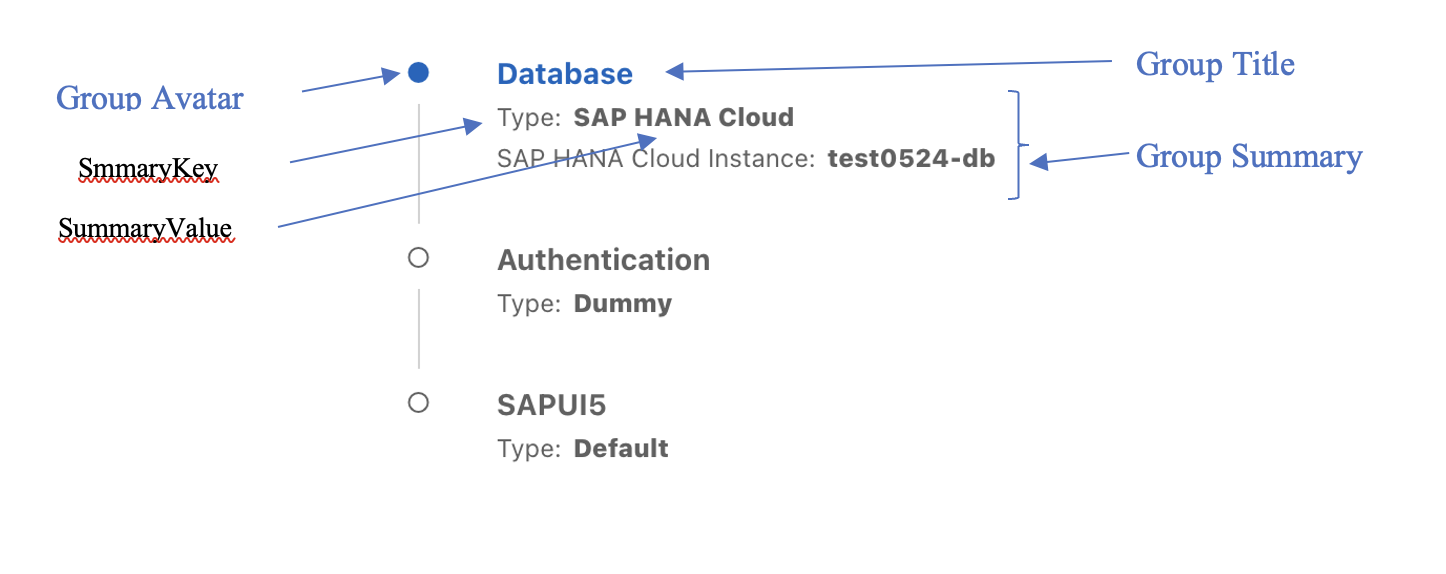 Database
Group Title
Group Avatar
Type: SAP HANA Cloud
SAP HANA Cloud Instance: test0524-db
Group Summary
SmmaryKey
SummaryValue
Authentication
Type: Dummy
SAPUI5
Type: Default